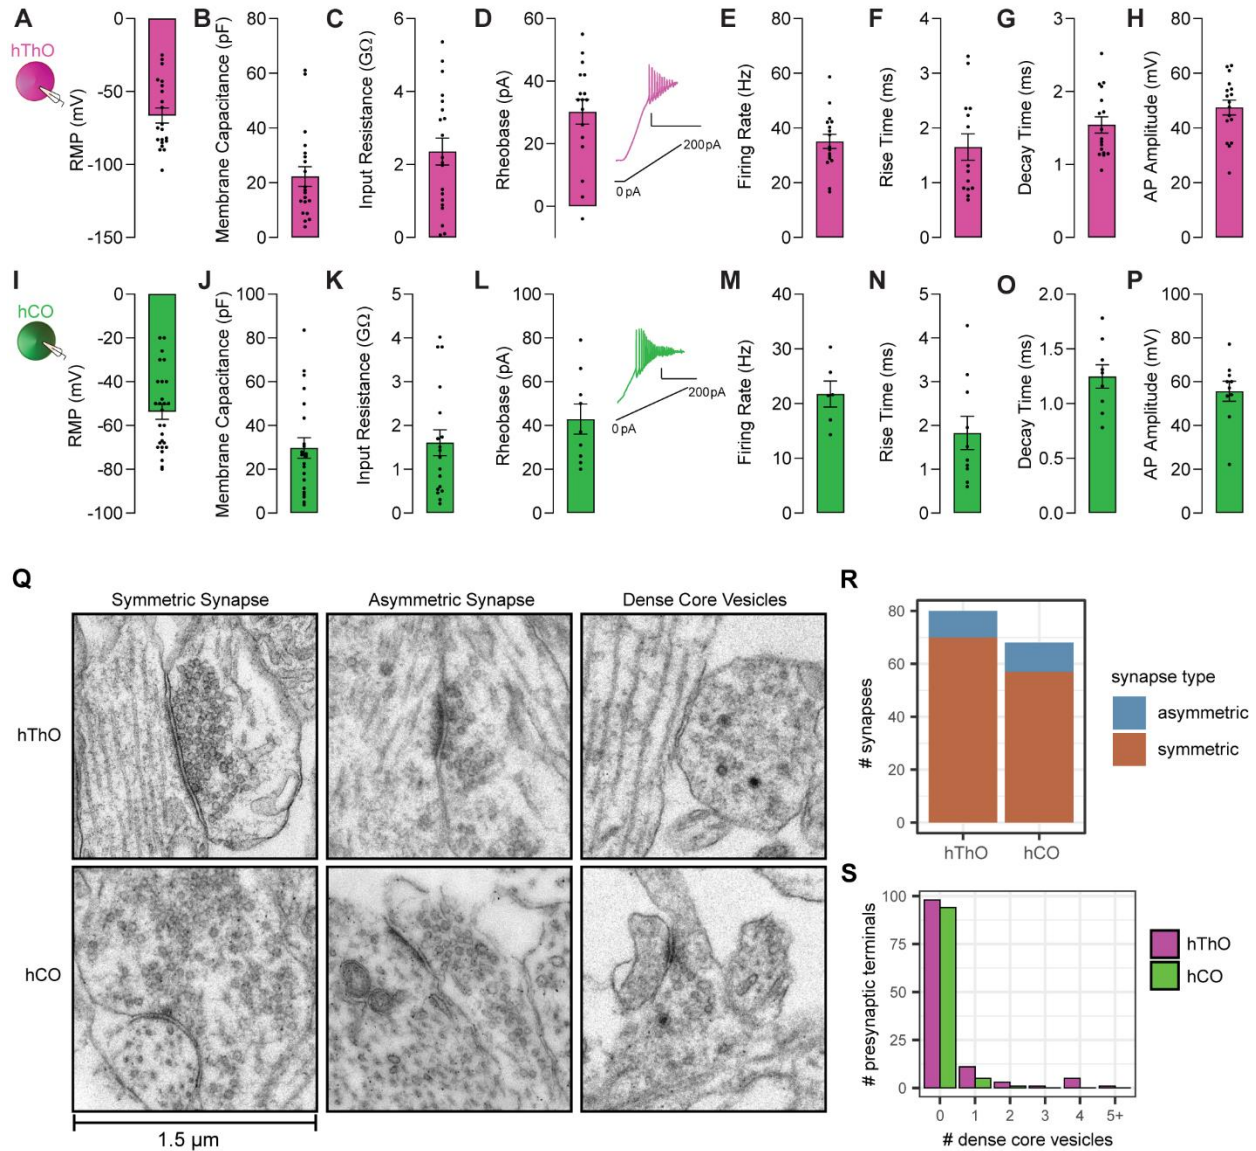 A B C D E F G H
hThO
RMP (mV)
0
-50
-100
-150
Membrane Capacitance (pF)
80
60
40
20
0
Input Resistance (GΩ)
6
4
2
0
Rheobase (pA)
60
40
20
0
200 pA
0 pA
Firing Rate (Hz)
80
60
40
20
0
Rise Time (ms)
4
3
2
1
0
Decay Time (ms)
3
2
1
0
AP Amplitude (mV)
80
60
40
20
0
I J K L M N O P
hCO
RMP (mV)
0
-20
-40
-60
-80
-100
Membrane Capacitance (pF)
100
80
60
40
20
0
Input Resistance (GΩ)
5
4
3
2
1
0
Rheobase (pA)
100
80
60
40
20
0
200 pA
0 pA
Firing Rate (Hz)
40
30
20
10
0
Rise Time (ms)
5
4
3
2
1
0
Decay Time (ms)
2.0
1.5
1.0
0.5
0.0
AP Amplitude (mV)
100
80
60
40
20
0
Q
Symmetric Synapse Asymmetric Synapse Dense Core Vesicles
hThO
hCO
1.5 µm
R
# synapses
80
60
40
20
0
hThO hCO
synapse type
asymmetric
symmetric
S
# presynaptic terminals
100
75
50
25
0
0 1 2 3 4 5+
# dense core vesicles
hThO
hCO